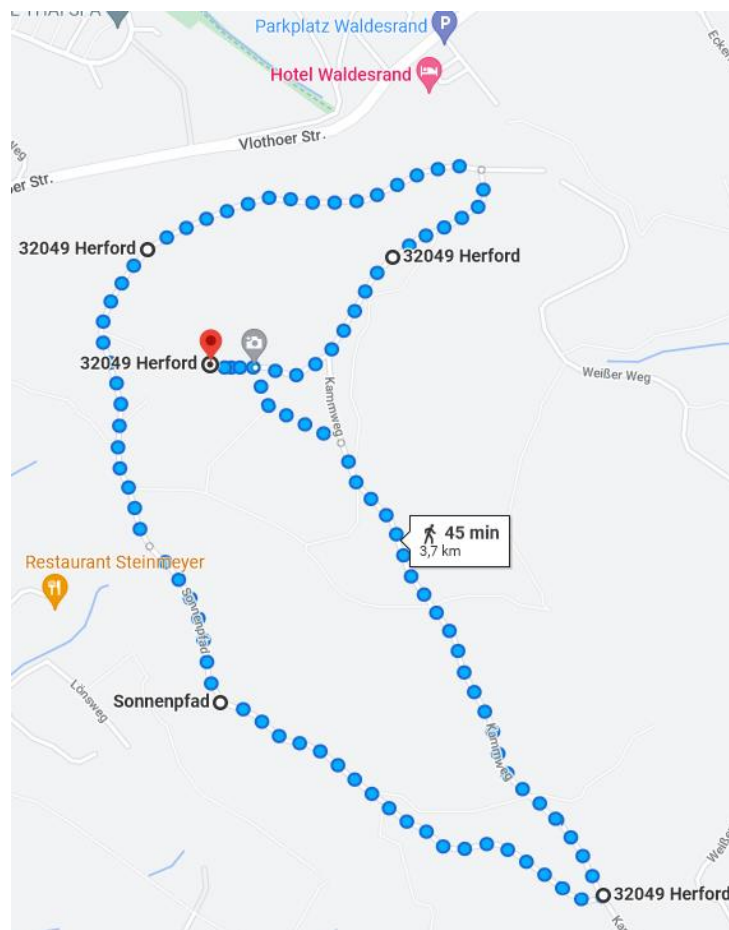 Parkplatz Waldesrand
P
Hotel Waldesrand
Vlothoer Str.
32049 Herford
32049 Herford
32049 Herford
Kammweg
Weißer Weg
45 min
3,7 km
Restaurant Steinmeyer
Sonnenpfad
Sonnenpfad
Lönsweg
Kammweg
32049 Herford